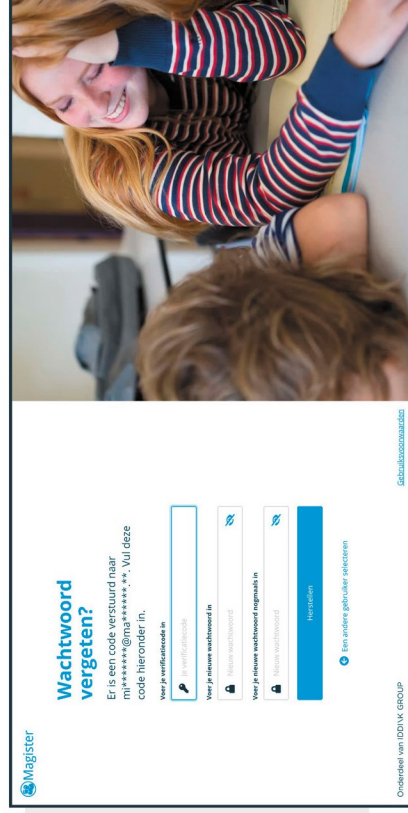 Magister
Wachtwoord
vergeten?
Er is een code verstuurd naar
mi*******@ma******.**. Vul deze
code hieronder in.
Voer je verificatiecode in
Je verificatiecode
Voer je nieuwe wachtwoord in
Nieuw wachtwoord
Voer je nieuwe wachtwoord nogmaals in
Nieuw wachtwoord
Herstellen
Een andere gebruiker selecteren
Onderdeel van IDDINK GROUP
Gebruiksvoorwaarden